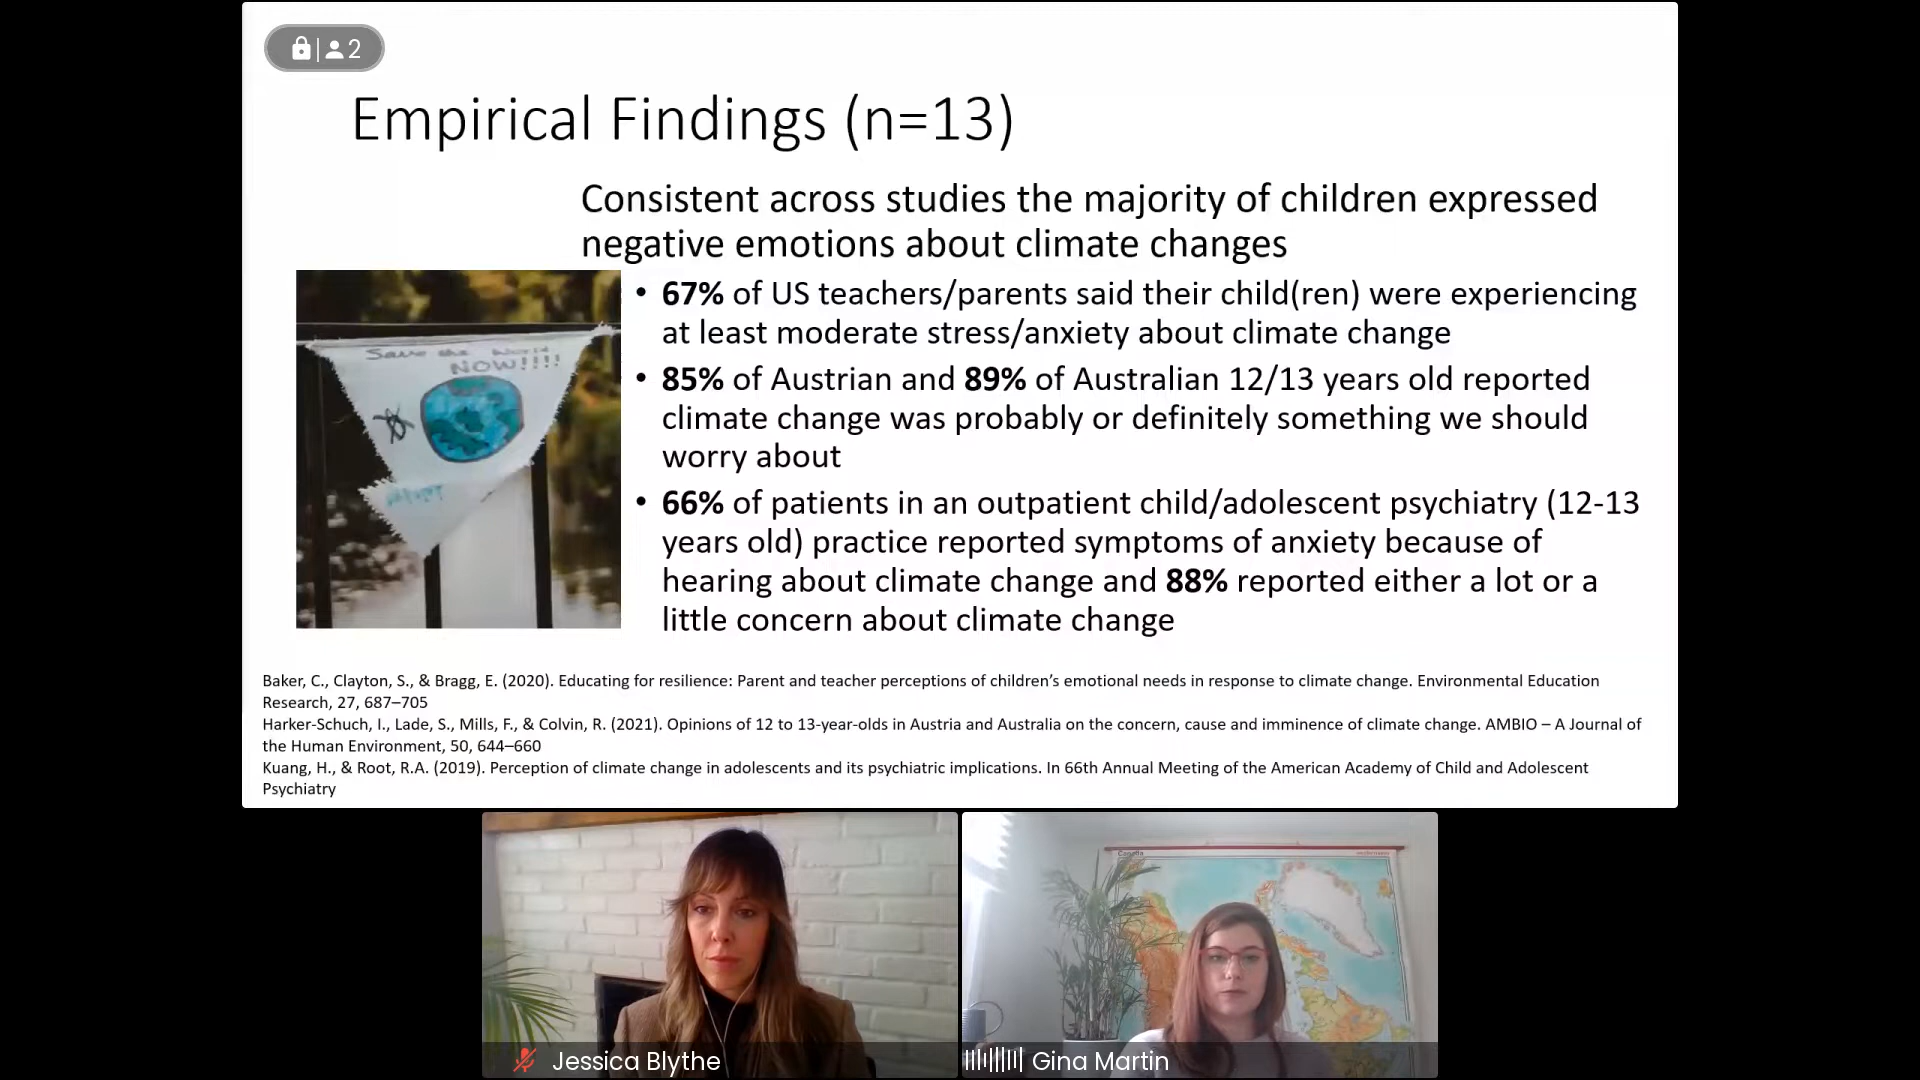 2
Empirical Findings (n=13)
Consistent across studies the majority of children expressed
negative emotions about climate changes
• 67% of US teachers/parents said their child(ren) were experiencing
at least moderate stress/anxiety about climate change
• 85% of Austrian and 89% of Australian 12/13 years old reported
climate change was probably or definitely something we should
worry about
• 66% of patients in an outpatient child/adolescent psychiatry (12-13
years old) practice reported symptoms of anxiety because of
hearing about climate change and 88% reported either a lot or a
little concern about climate change
Save the World
NOW!!!!
Baker, C., Clayton, S., & Bragg, E. (2020). Educating for resilience: Parent and teacher perceptions of children’s emotional needs in response to climate change. Environmental Education
Research, 27, 687–705
Harker-Schuch, I., Lade, S., Mills, F., & Colvin, R. (2021). Opinions of 12 to 13-year-olds in Austria and Australia on the concern, cause and imminence of climate change. AMBIO – A Journal of
the Human Environment, 50, 644–660
Kuang, H., & Root, R.A. (2019). Perception of climate change in adolescents and its psychiatric implications. In 66th Annual Meeting of the American Academy of Child and Adolescent
Psychiatry
Canada
Jessica Blythe
Gina Martin